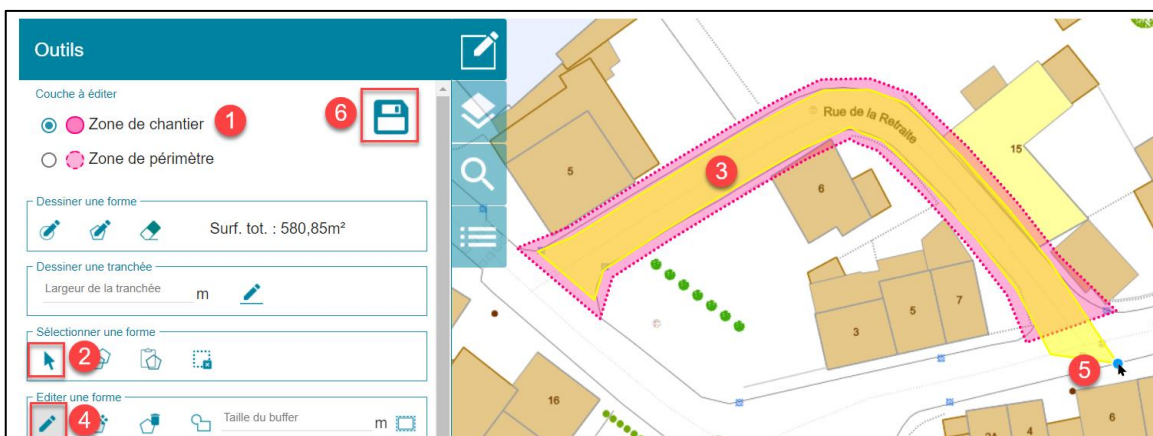 Outils
Couche à éditer
Zone de chantier 1
6
Zone de périmètre
Dessiner une forme
Surf. tot. : 580,85m²
Dessiner une tranchée
Largeur de la tranchée m
Sélectionner une forme
2
Editer une forme
4
Taille du buffer m
Rue de la Retraite
15
5
3
6
7
5
3
5
16
6
4
2A